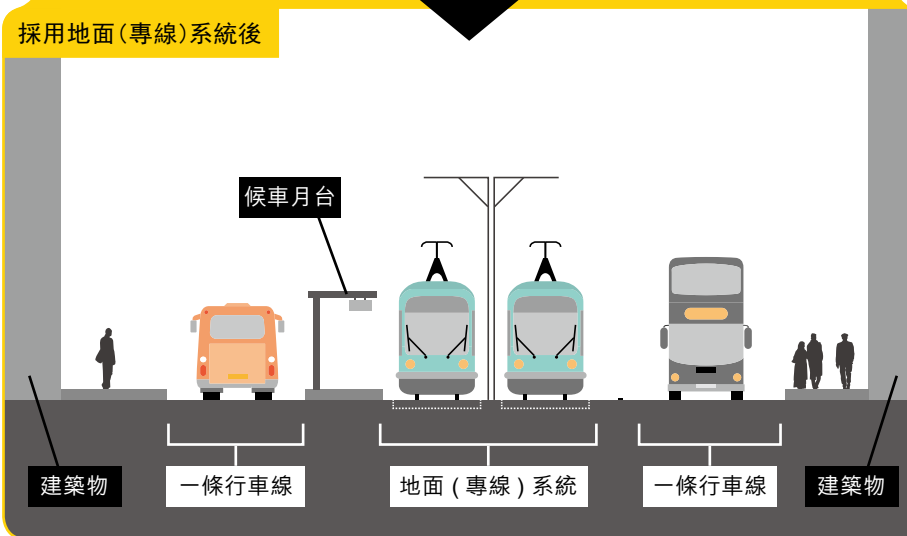 採用地面(專線)系統後
候車月台
建築物
一條行車線
地面 ( 專線 ) 系統
一條行車線
建築物